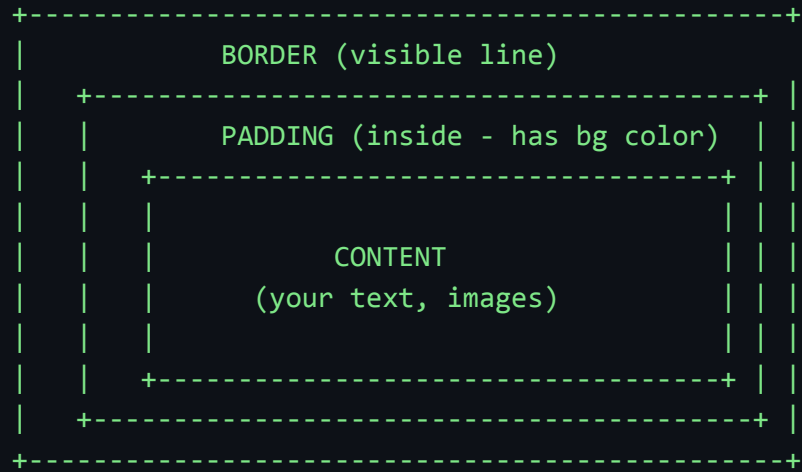 BORDER (visible line)
PADDING (inside - has bg color)
CONTENT
(your text, images)